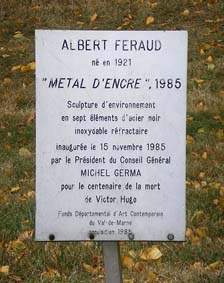 ALBERT FERAUD
né en 1921
"METAL D'ENCRE", 1985
Sculpture d'environnement
en sept éléments d'acier noir
inoxydable réfractaire
inaugurée le 15 novembre 1985
par le Président du Conseil Général
MICHEL GERMA
pour le centenaire de la mort
de Victor Hugo
Fonds Départemental d'Art Contemporain
du Val-de-Marne
acquisition 1985